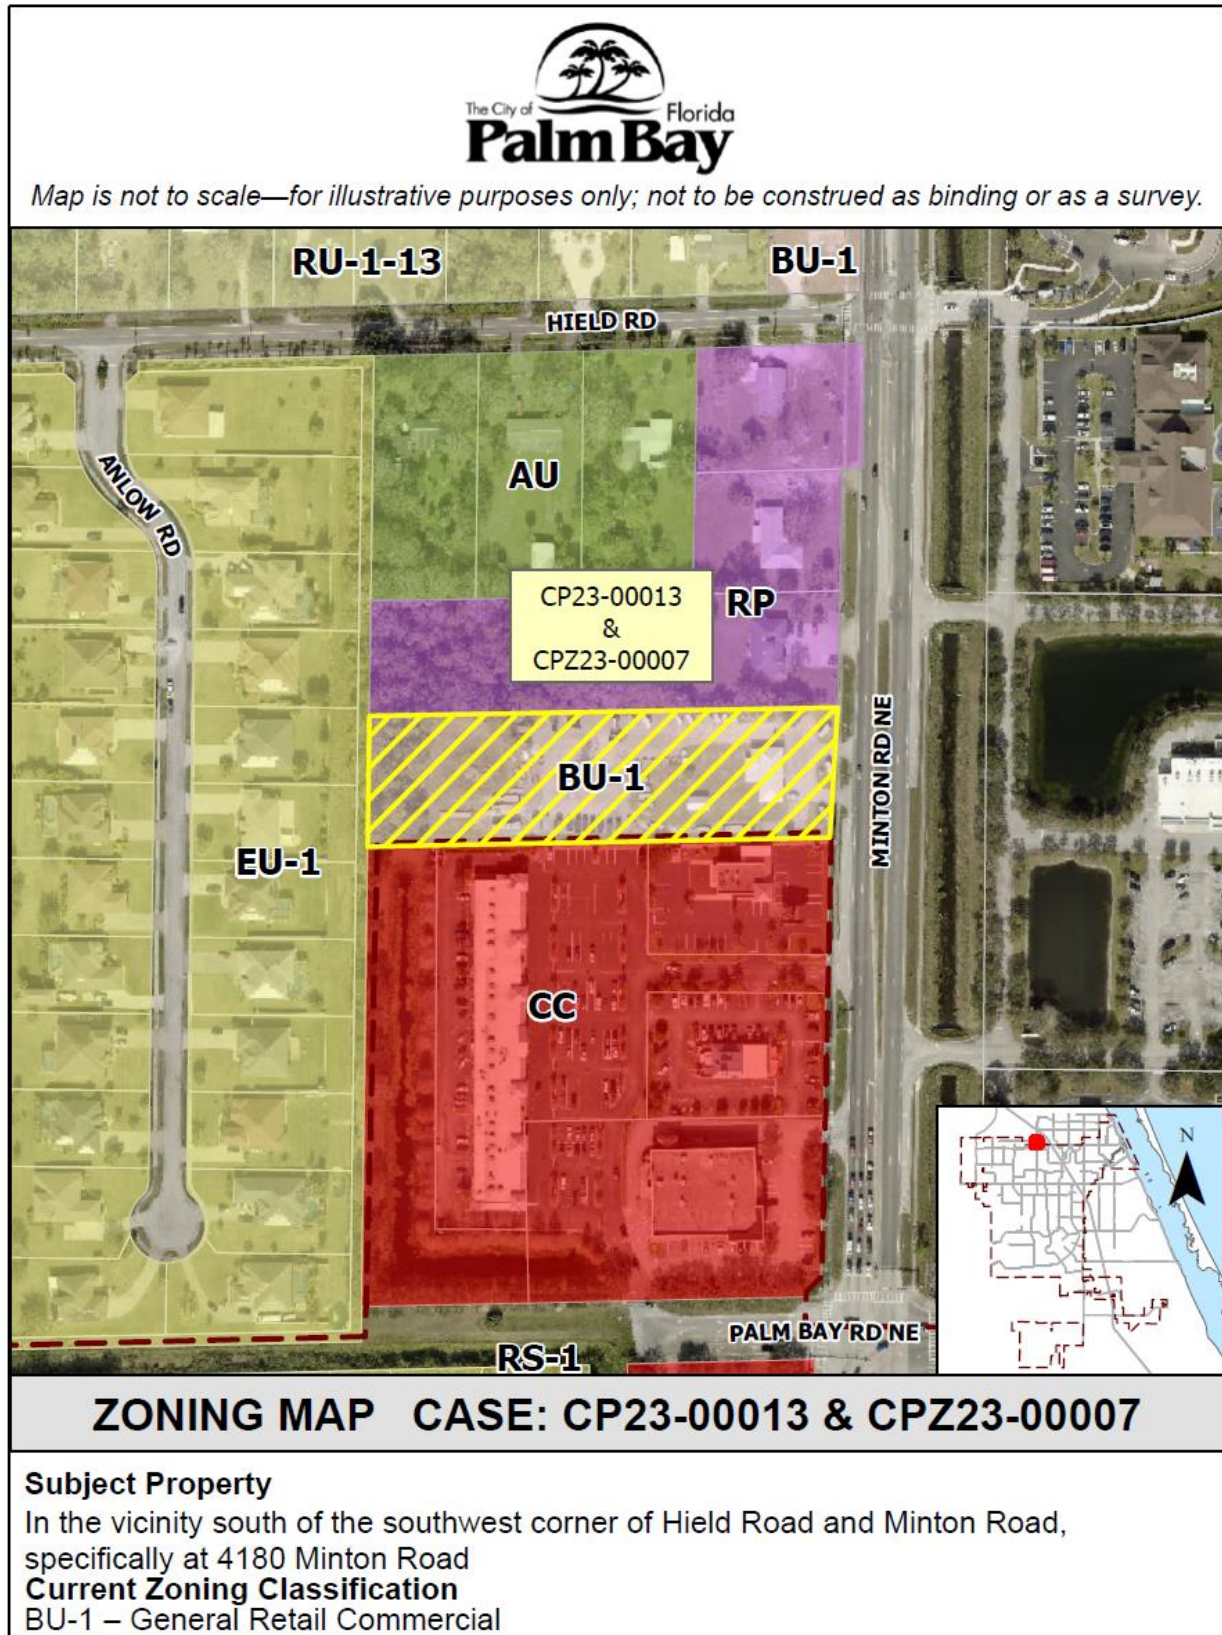 The City of Florida
Palm Bay
Map is not to scale—for illustrative purposes only; not to be construed as binding or as a survey.
RU-1-13
BU-1
HIELD RD
ANLOW RD
AU
CP23-00013
&
CPZ23-00007
RP
BU-1
MINTON RD NE
EU-1
CC
N
PALM BAY RD NE
RS-1
ZONING MAP CASE: CP23-00013 & CPZ23-00007
Subject Property
In the vicinity south of the southwest corner of Hield Road and Minton Road,
specifically at 4180 Minton Road
Current Zoning Classification
BU-1 – General Retail Commercial